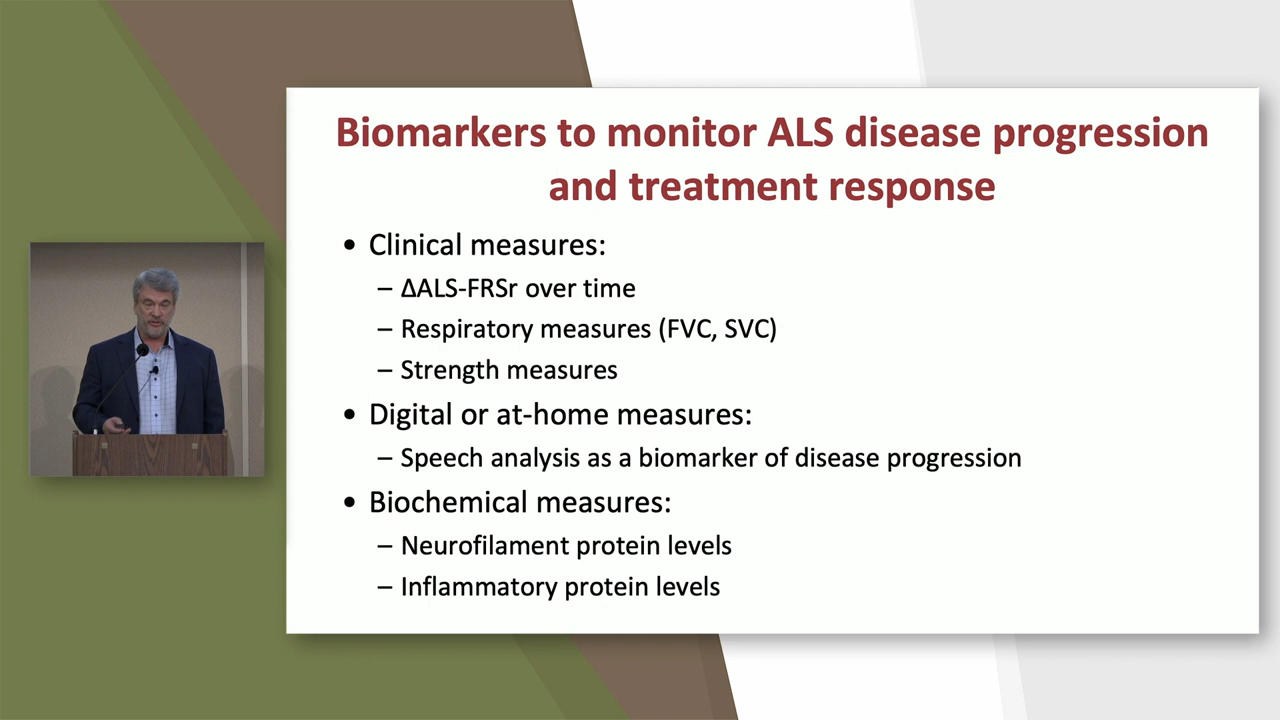 Biomarkers to monitor ALS disease progression
and treatment response
• Clinical measures:
– ΔALS-FRSr over time
– Respiratory measures (FVC, SVC)
– Strength measures
• Digital or at-home measures:
– Speech analysis as a biomarker of disease progression
• Biochemical measures:
– Neurofilament protein levels
– Inflammatory protein levels